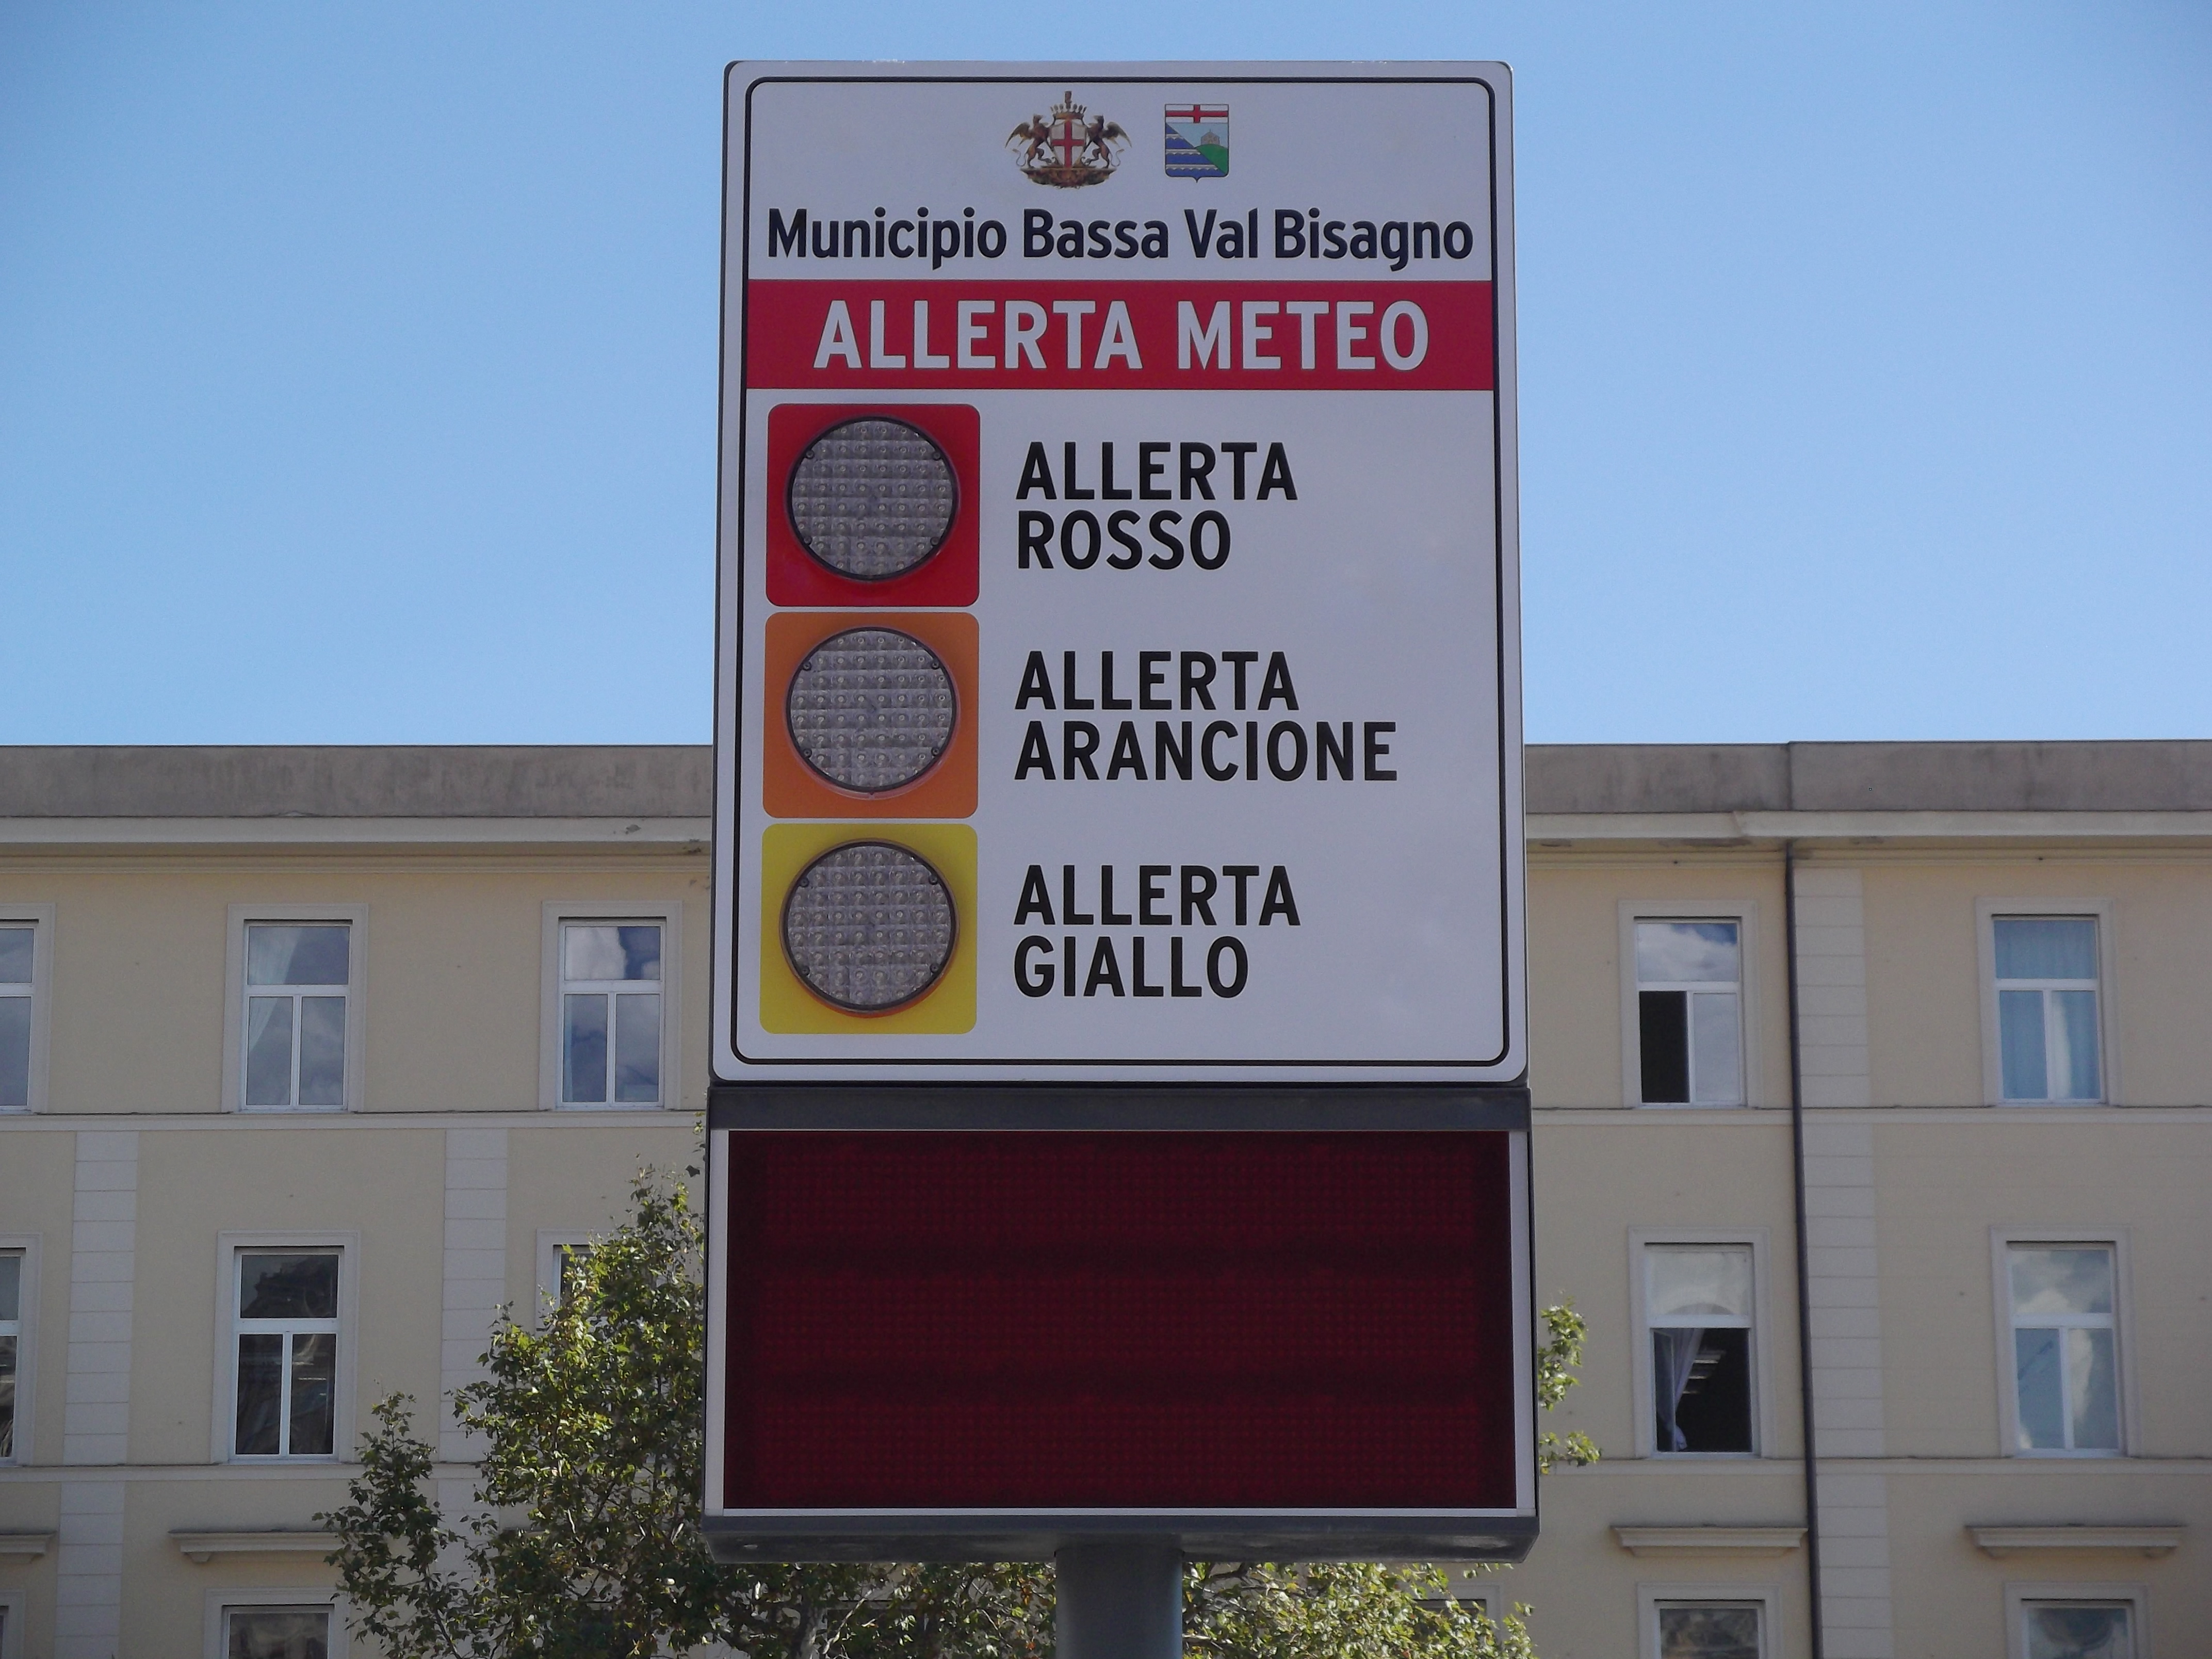 Municipio Bassa Val Bisagno
ALLERTA METEO
ALLERTA
ROSSO
ALLERTA
ARANCIONE
ALLERTA
GIALLO